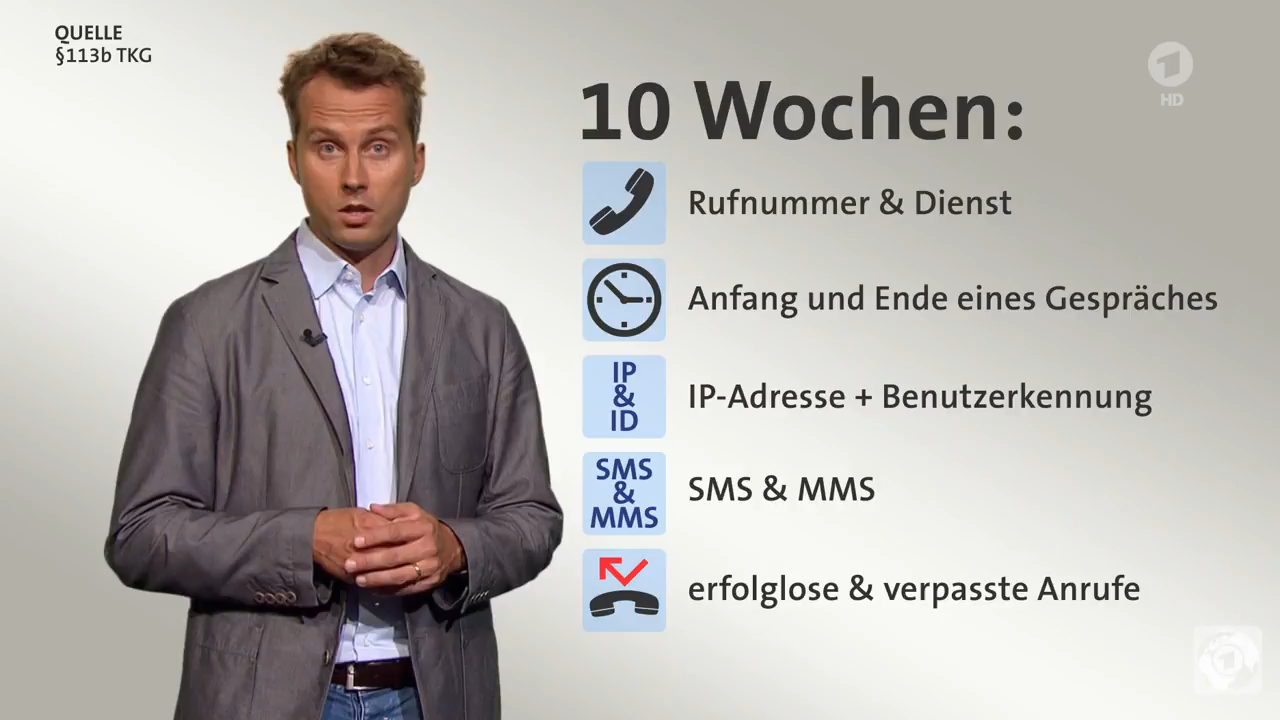 QUELLE
§113b TKG
1
HD
10 Wochen:
Rufnummer & Dienst
Anfang und Ende eines Gespräches
IP
&
ID
IP-Adresse + Benutzerkennung
SMS
&
MMS
SMS & MMS
erfolglose & verpasste Anrufe
1